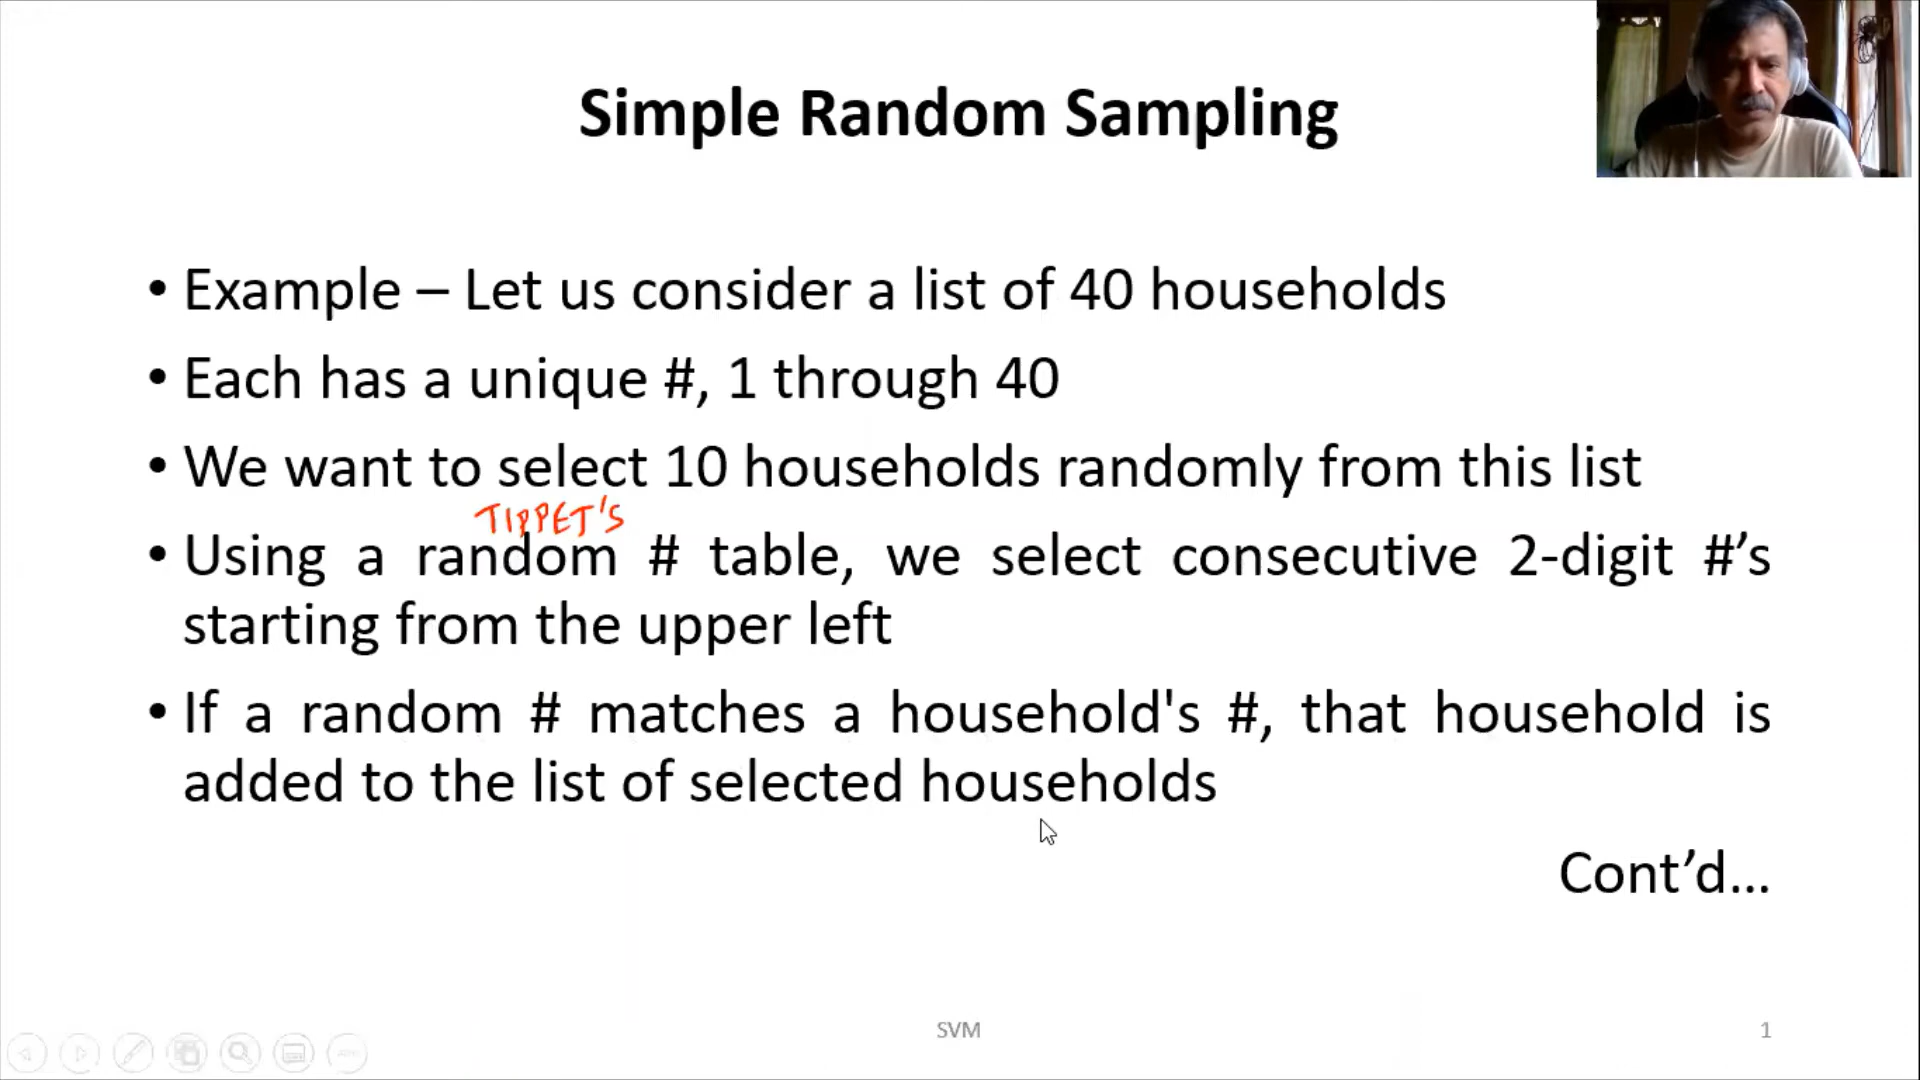 Simple Random Sampling
• Example – Let us consider a list of 40 households
• Each has a unique #, 1 through 40
• We want to select 10 households randomly from this list
TIPPET'S
• Using a random # table, we select consecutive 2-digit #’s
starting from the upper left
• If a random # matches a household's #, that household is
added to the list of selected households
Cont’d...
SVM
1